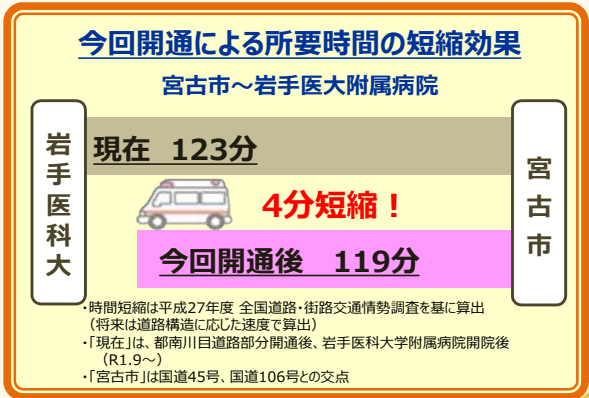 今回開通による所要時間の短縮効果
宮古市～岩手医大附属病院
岩手医科大
現在 123分
4分短縮！
今回開通後 119分
宮古市
・時間短縮は平成27年度 全国道路・街路交通情勢調査を基に算出
（将来は道路構造に応じた速度で算出）
・「現在」は、都南川目道路部分開通後、岩手医科大学附属病院開院後
（R1.9～）
・「宮古市」は国道45号、国道106号との交点